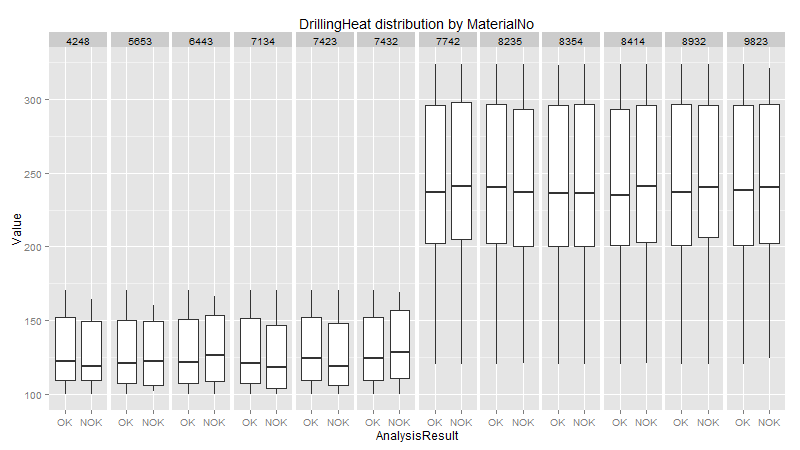 DrillingHeat distribution by MaterialNo
4248 5653 6443 7134 7423 7432 7742 8235 8354 8414 8932 9823
300
250
200
150
100
Value
OK NOK OK NOK OK NOK OK NOK OK NOK OK NOK OK NOK OK NOK OK NOK OK NOK OK NOK OK NOK
AnalysisResult